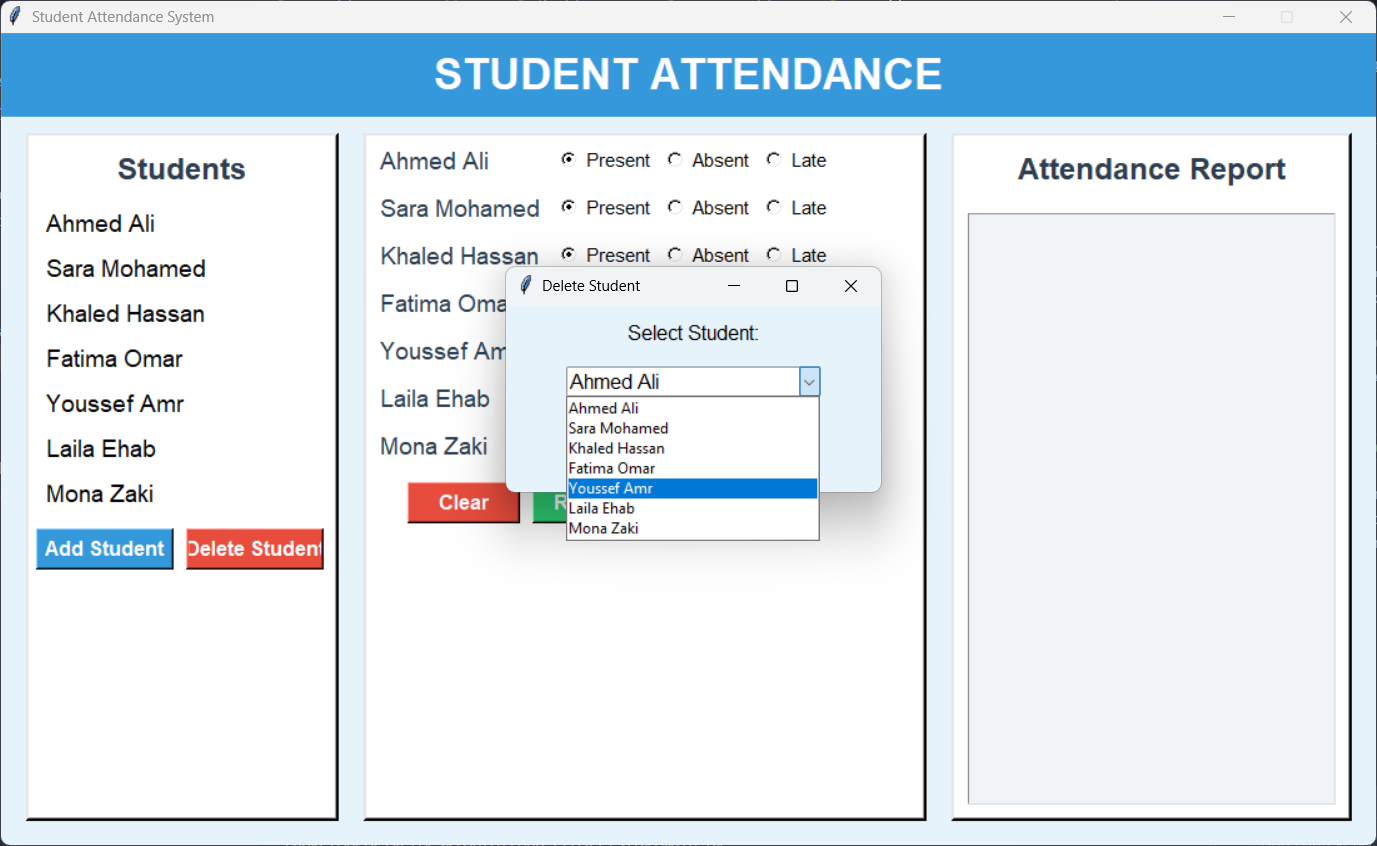 Student Attendance System
STUDENT ATTENDANCE
Students
Ahmed Ali
Sara Mohamed
Khaled Hassan
Fatima Omar
Youssef Amr
Laila Ehab
Mona Zaki
Add Student
Delete Student
Ahmed Ali Present Absent Late
Sara Mohamed Present Absent Late
Khaled Hassan Present Absent Late
Fatima Oma
Youssef Am
Laila Ehab
Mona Zaki
Clear R
Delete Student
Select Student:
Ahmed Ali
Ahmed Ali
Sara Mohamed
Khaled Hassan
Fatima Omar
Youssef Amr
Laila Ehab
Mona Zaki
Attendance Report